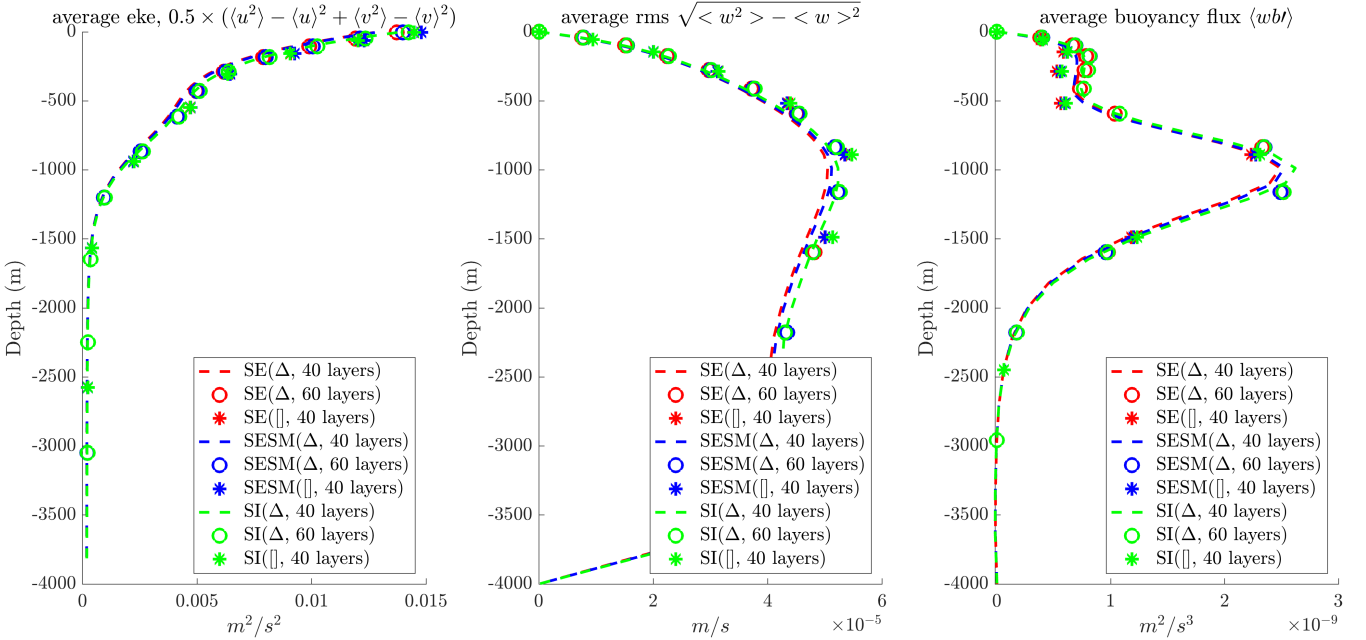 average eke, 0.5 × (⟨u²⟩ − ⟨u⟩² + ⟨v²⟩ − ⟨v⟩²)
0
-500
-1000
-1500
-2000
-2500
-3000
-3500
-4000
Depth (m)
0
0.005
0.01
0.015
m²/s²
SE(Δ, 40 layers)
SE(Δ, 60 layers)
SE([], 40 layers)
SESM(Δ, 40 layers)
SESM(Δ, 60 layers)
SESM([], 40 layers)
SI(Δ, 40 layers)
SI(Δ, 60 layers)
SI([], 40 layers)
average rms √(< w² > − < w >²)
0
-500
-1000
-1500
-2000
-2500
-3000
-3500
-4000
Depth (m)
0
2
4
6
×10⁻⁵
m/s
SE(Δ, 40 layers)
SE(Δ, 60 layers)
SE([], 40 layers)
SESM(Δ, 40 layers)
SESM(Δ, 60 layers)
SESM([], 40 layers)
SI(Δ, 40 layers)
SI(Δ, 60 layers)
SI([], 40 layers)
average buoyancy flux ⟨wb′⟩
0
-500
-1000
-1500
-2000
-2500
-3000
-3500
-4000
Depth (m)
0
1
2
3
×10⁻⁹
m²/s³
SE(Δ, 40 layers)
SE(Δ, 60 layers)
SE([], 40 layers)
SESM(Δ, 40 layers)
SESM(Δ, 60 layers)
SESM([], 40 layers)
SI(Δ, 40 layers)
SI(Δ, 60 layers)
SI([], 40 layers)